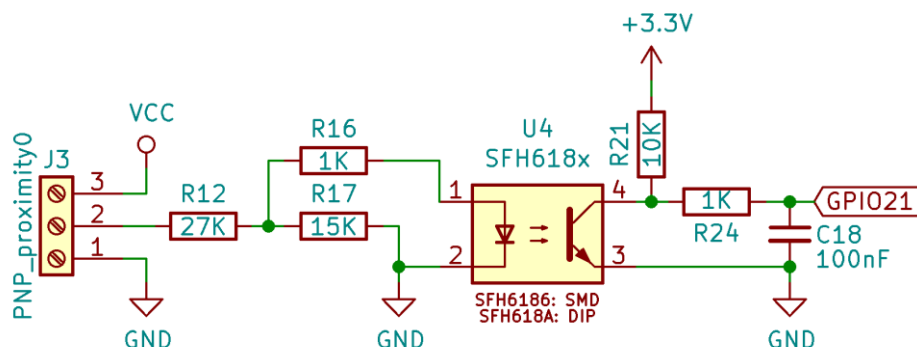 +3.3V
VCC
U4
SFH618x
R16
1K
R21
10K
J3
PNP_proximity0
3
2
1
R12
27K
R17
15K
1
2
4
3
1K
R24
GPIO21
C18
100nF
SFH6186: SMD
SFH618A: DIP
GND
GND
GND